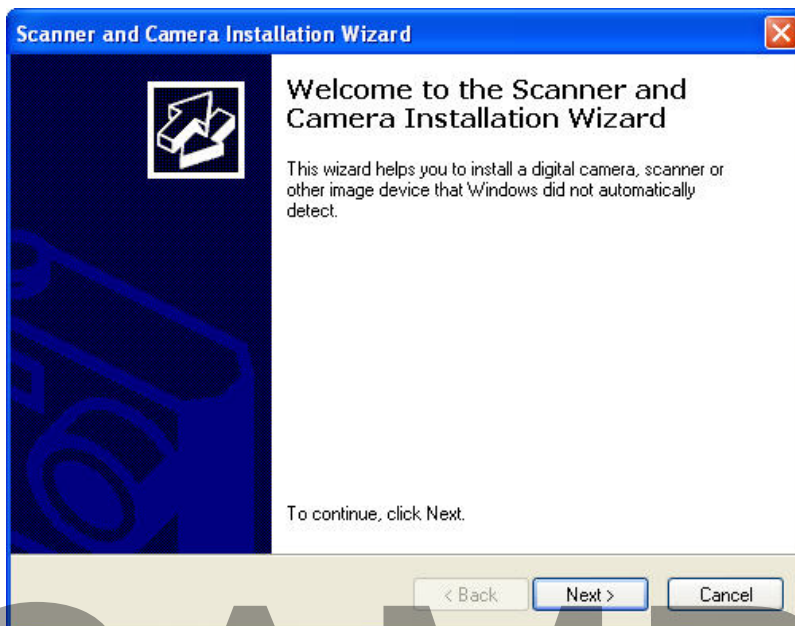 Scanner and Camera Installation Wizard
Welcome to the Scanner and
Camera Installation Wizard
This wizard helps you to install a digital camera, scanner or
other image device that Windows did not automatically
detect.
To continue, click Next.
< Back Next > Cancel